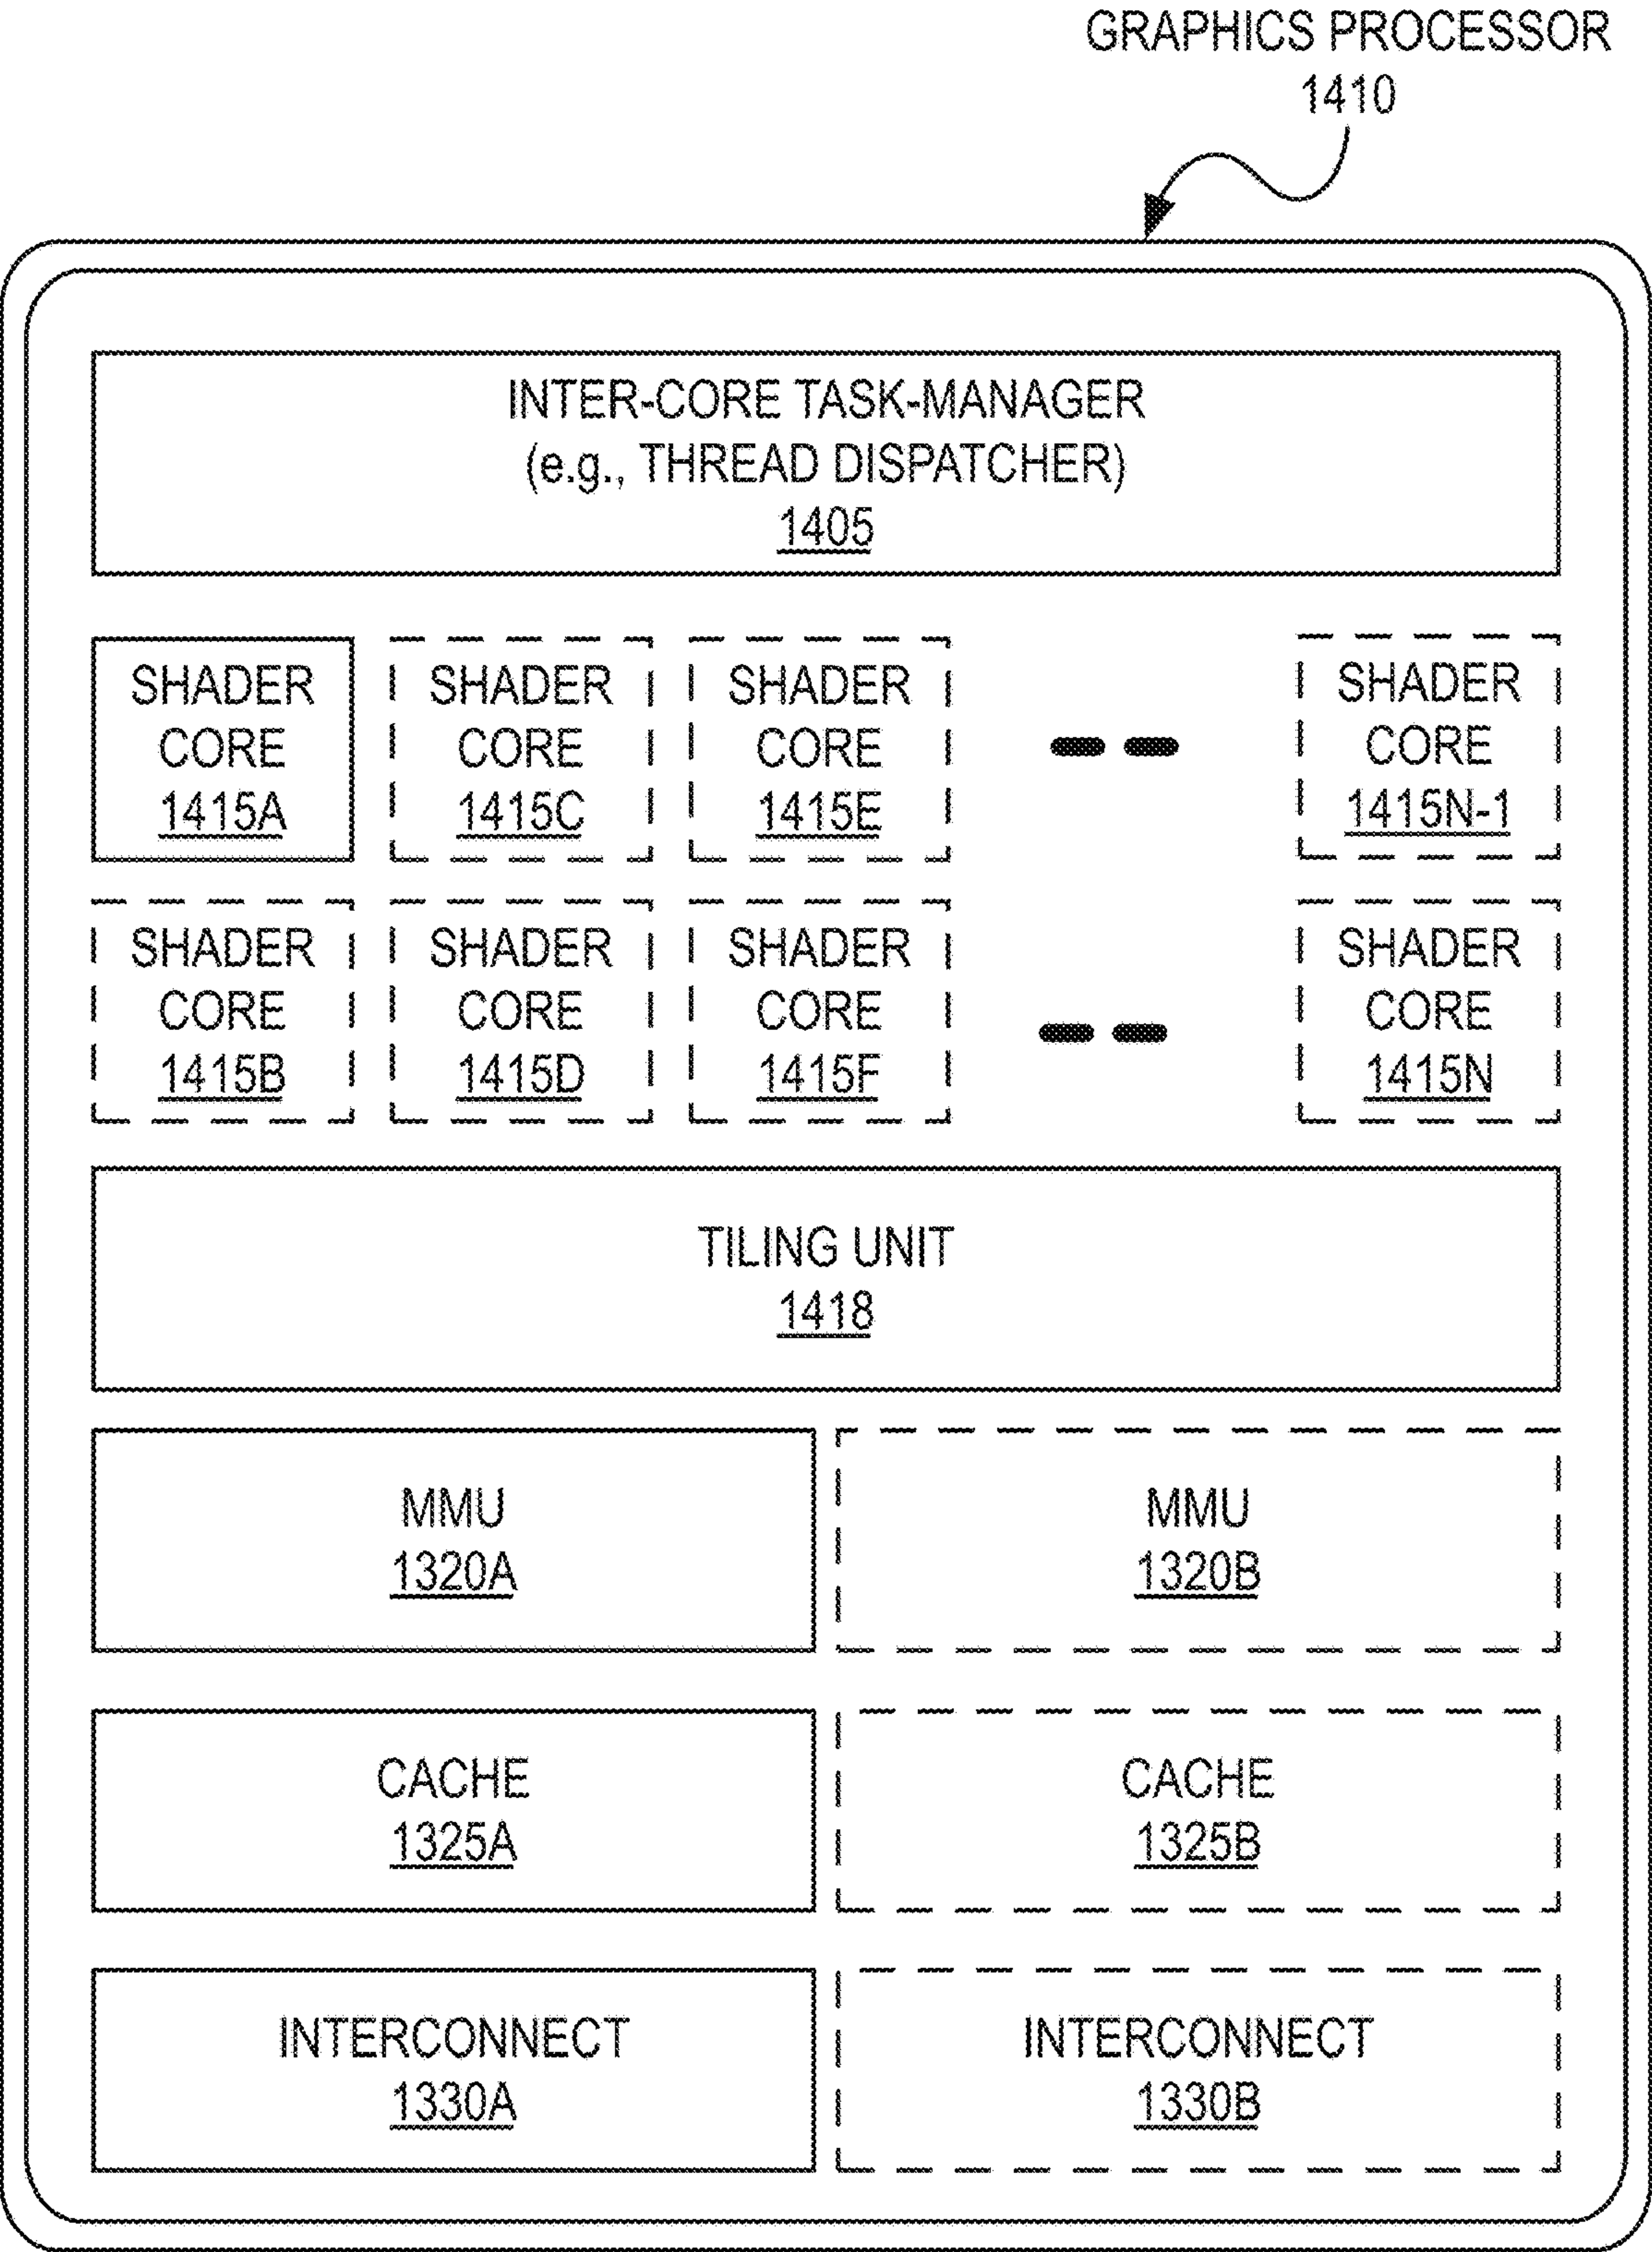 GRAPHICS PROCESSOR
1410
INTER-CORE TASK-MANAGER
(e.g., THREAD DISPATCHER)
1405
SHADER
CORE
1415A
SHADER
CORE
1415C
SHADER
CORE
1415E
SHADER
CORE
1415N-1
SHADER
CORE
1415B
SHADER
CORE
1415D
SHADER
CORE
1415F
SHADER
CORE
1415N
TILING UNIT
1418
MMU
1320A
MMU
1320B
CACHE
1325A
CACHE
1325B
INTERCONNECT
1330A
INTERCONNECT
1330B